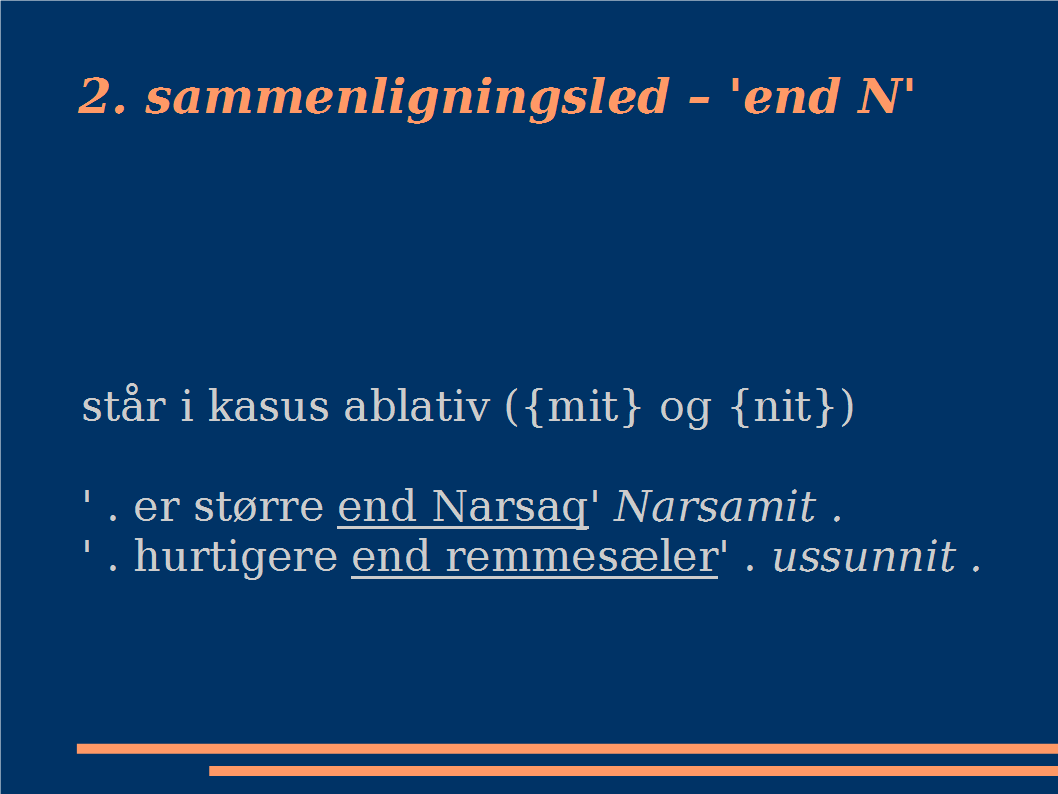 2. sammenligningsled – 'end N'
står i kasus ablativ ({mit} og {nit})
' . er større end Narsaq' Narsamit .
' . hurtigere end remmesæler' . ussunnit .